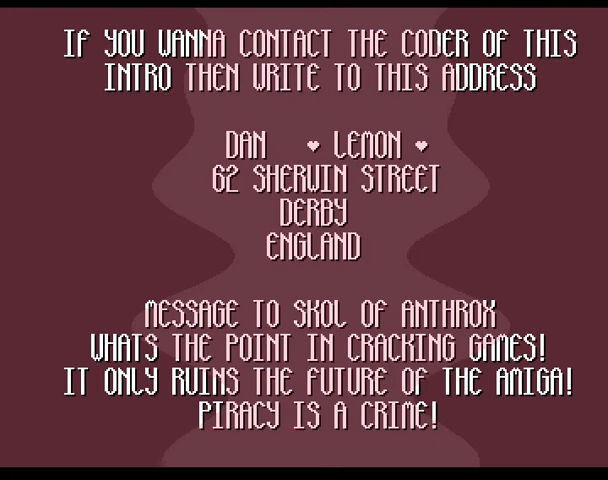 IF YOU WANNA CONTACT THE CODER OF THIS
INTRO THEN WRITE TO THIS ADDRESS
DAN ♥ LEMON ♥
62 SHERWIN STREET
DERBY
ENGLAND
MESSAGE TO SKOL OF ANTHROX
WHATS THE POINT IN CRACKING GAMES!
IT ONLY RUINS THE FUTURE OF THE AMIGA!
PIRACY IS A CRIME!